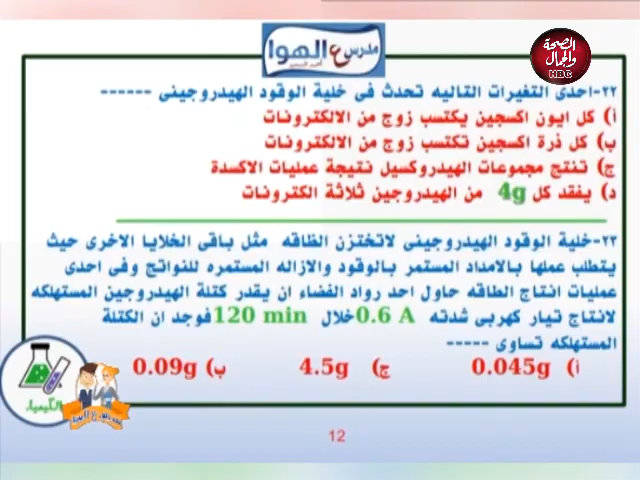 مدرس ع الهوا
الصحة
والجمال
HBC
٢٢-احدى التغيرات التاليه تحدث فى خلية الوقود الهيدروجينى ------
أ) كل ايون اكسجين يكتسب زوج من الالكترونات
ب) كل ذرة اكسجين تكتسب زوج من الالكترونات
ج) تنتج مجموعات الهيدروكسيل نتيجة عمليات الاكسدة
د) يفقد كل 4g من الهيدروجين ثلاثة الكترونات
٢٣-خلية الوقود الهيدروجينى لاتختزن الظاقه مثل باقى الخلايا الاخرى حيث
يتطلب عملها بالامداد المستمر بالوقود والازاله المستمره للنواتج وفى احدى
عمليات انتاج الطاقه حاول احد رواد الفضاء ان يقدر كتلة الهيدروجين المستهلكه
لانتاج تيار كهربى شدته 0.6 A خلال 120 min فوجد ان الكتلة
المستهلكه تساوى -----
أ) 0.045g ج) 4.5g ب) 0.09g
الكيمياء
12